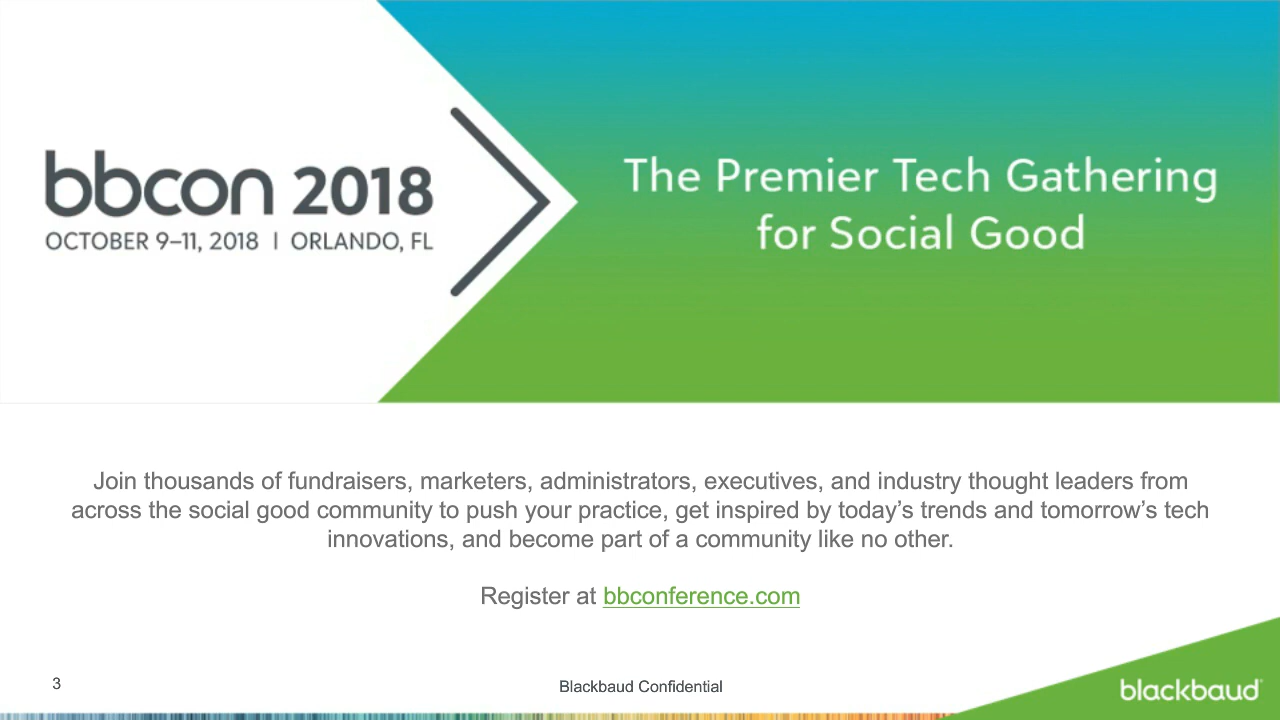 bbcon 2018
OCTOBER 9–11, 2018 | ORLANDO, FL
The Premier Tech Gathering
for Social Good
Join thousands of fundraisers, marketers, administrators, executives, and industry thought leaders from
across the social good community to push your practice, get inspired by today’s trends and tomorrow’s tech
innovations, and become part of a community like no other.
Register at bbconference.com
3
Blackbaud Confidential
blackbaud